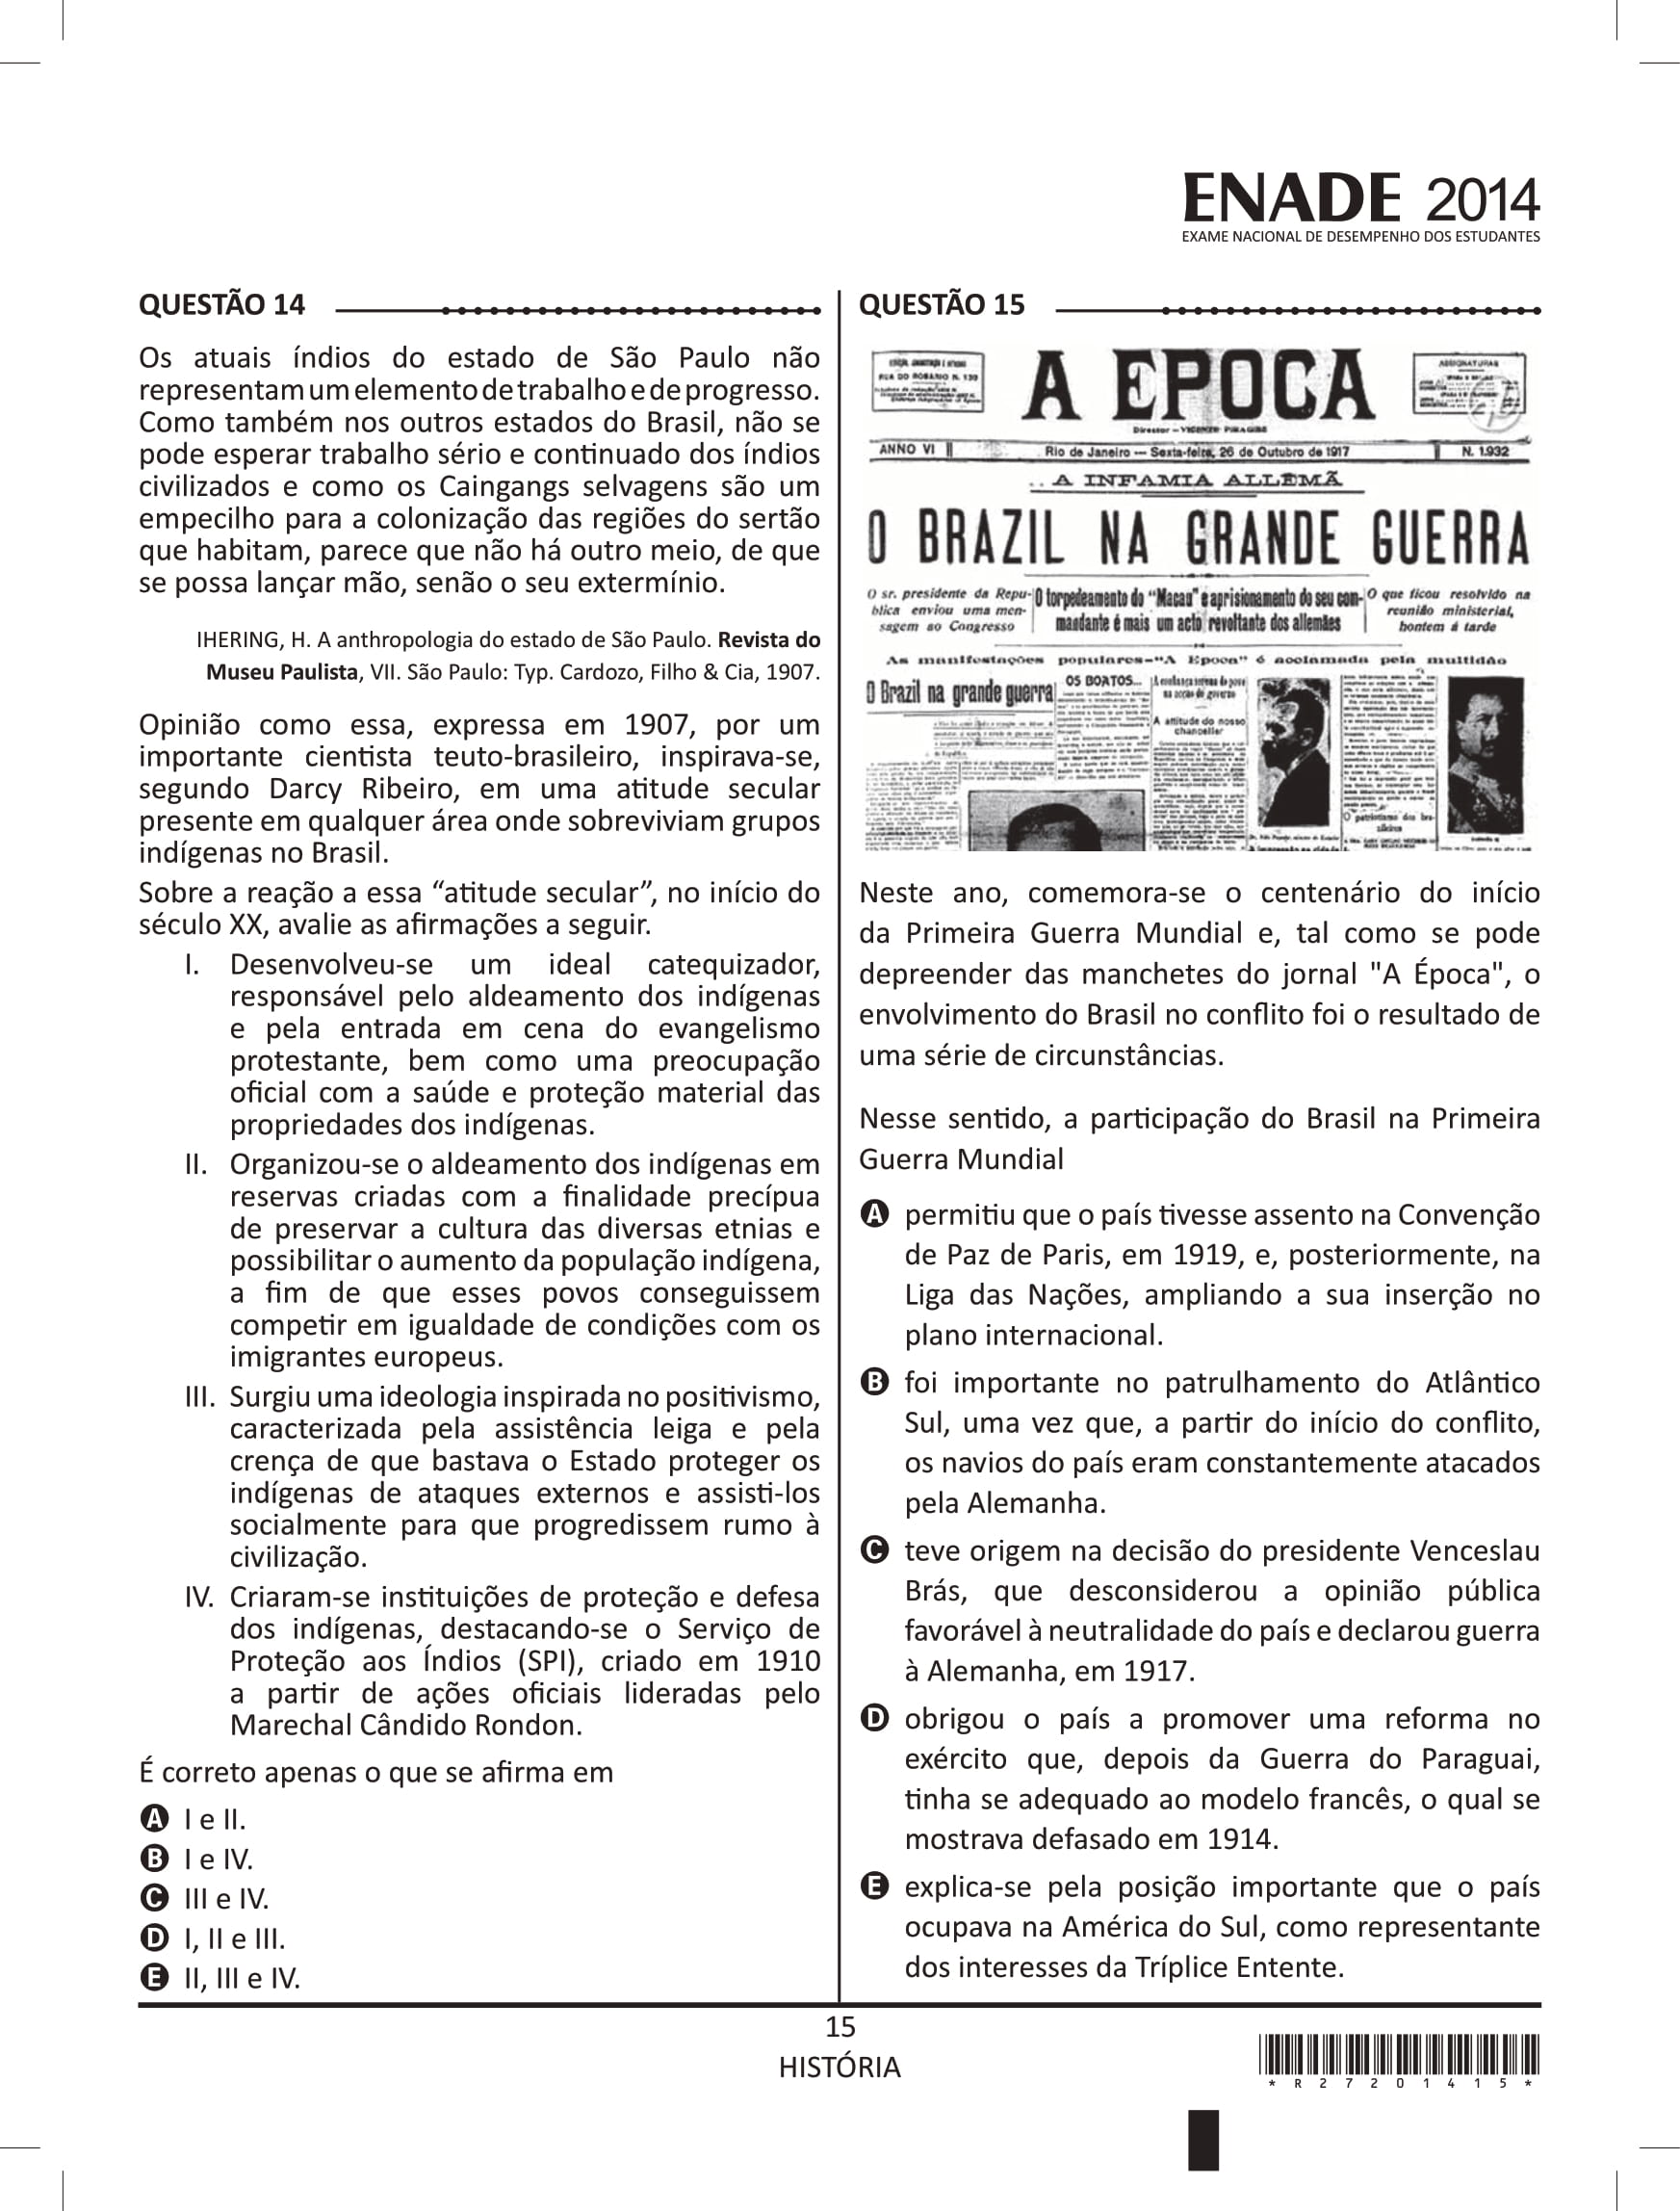 ENADE 2014
EXAME NACIONAL DE DESEMPENHO DOS ESTUDANTES
QUESTÃO 14
Os atuais índios do estado de São Paulo não
representam um elemento de trabalho e de progresso.
Como também nos outros estados do Brasil, não se
pode esperar trabalho sério e continuado dos índios
civilizados e como os Caingangs selvagens são um
empecilho para a colonização das regiões do sertão
que habitam, parece que não há outro meio, de que
se possa lançar mão, senão o seu extermínio.
IHERING, H. A anthropologia do estado de São Paulo. Revista do
Museu Paulista, VII. São Paulo: Typ. Cardozo, Filho & Cia, 1907.
Opinião como essa, expressa em 1907, por um
importante cientista teuto-brasileiro, inspirava-se,
segundo Darcy Ribeiro, em uma atitude secular
presente em qualquer área onde sobreviviam grupos
indígenas no Brasil.
Sobre a reação a essa “atitude secular”, no início do
século XX, avalie as afirmações a seguir.
I. Desenvolveu-se um ideal catequizador,
responsável pelo aldeamento dos indígenas
e pela entrada em cena do evangelismo
protestante, bem como uma preocupação
oficial com a saúde e proteção material das
propriedades dos indígenas.
II. Organizou-se o aldeamento dos indígenas em
reservas criadas com a finalidade precípua
de preservar a cultura das diversas etnias e
possibilitar o aumento da população indígena,
a fim de que esses povos conseguissem
competir em igualdade de condições com os
imigrantes europeus.
III. Surgiu uma ideologia inspirada no positivismo,
caracterizada pela assistência leiga e pela
crença de que bastava o Estado proteger os
indígenas de ataques externos e assisti-los
socialmente para que progredissem rumo à
civilização.
IV. Criaram-se instituições de proteção e defesa
dos indígenas, destacando-se o Serviço de
Proteção aos Índios (SPI), criado em 1910
a partir de ações oficiais lideradas pelo
Marechal Cândido Rondon.
É correto apenas o que se afirma em
A I e II.
B I e IV.
C III e IV.
D I, II e III.
E II, III e IV.
QUESTÃO 15
RUA DO ROSARIO N. 130
A EPOCA
ASSIGNATURAS
Director - VICENTE PIRAGIBE
ANNO VI
Rio de Janeiro — Sexta-feira, 26 de Outubro de 1917
N. 1.932
A INFAMIA ALLEMÃ
O BRAZIL NA GRANDE GUERRA
O sr. presidente da Repu-
blica enviou uma men-
sagem ao Congresso
O torpedeamento do “Macau” e aprisionamento do seu com-
mandante é mais um acto revoltante dos allemães
O que ficou resolvido na
reunião ministerial,
hontem á tarde
As manifestações populares-“A Epoca” é acclamada pela multidão
O Brazil na grande guerra
OS BOATOS...
A attitude do nosso
chanceller
O patriotismo dos bra-
zileiros
Neste ano, comemora-se o centenário do início
da Primeira Guerra Mundial e, tal como se pode
depreender das manchetes do jornal "A Época", o
envolvimento do Brasil no conflito foi o resultado de
uma série de circunstâncias.
Nesse sentido, a participação do Brasil na Primeira
Guerra Mundial
A permitiu que o país tivesse assento na Convenção
de Paz de Paris, em 1919, e, posteriormente, na
Liga das Nações, ampliando a sua inserção no
plano internacional.
B foi importante no patrulhamento do Atlântico
Sul, uma vez que, a partir do início do conflito,
os navios do país eram constantemente atacados
pela Alemanha.
C teve origem na decisão do presidente Venceslau
Brás, que desconsiderou a opinião pública
favorável à neutralidade do país e declarou guerra
à Alemanha, em 1917.
D obrigou o país a promover uma reforma no
exército que, depois da Guerra do Paraguai,
tinha se adequado ao modelo francês, o qual se
mostrava defasado em 1914.
E explica-se pela posição importante que o país
ocupava na América do Sul, como representante
dos interesses da Tríplice Entente.
15
HISTÓRIA
* R 2 7 2 0 1 4 1 5 *